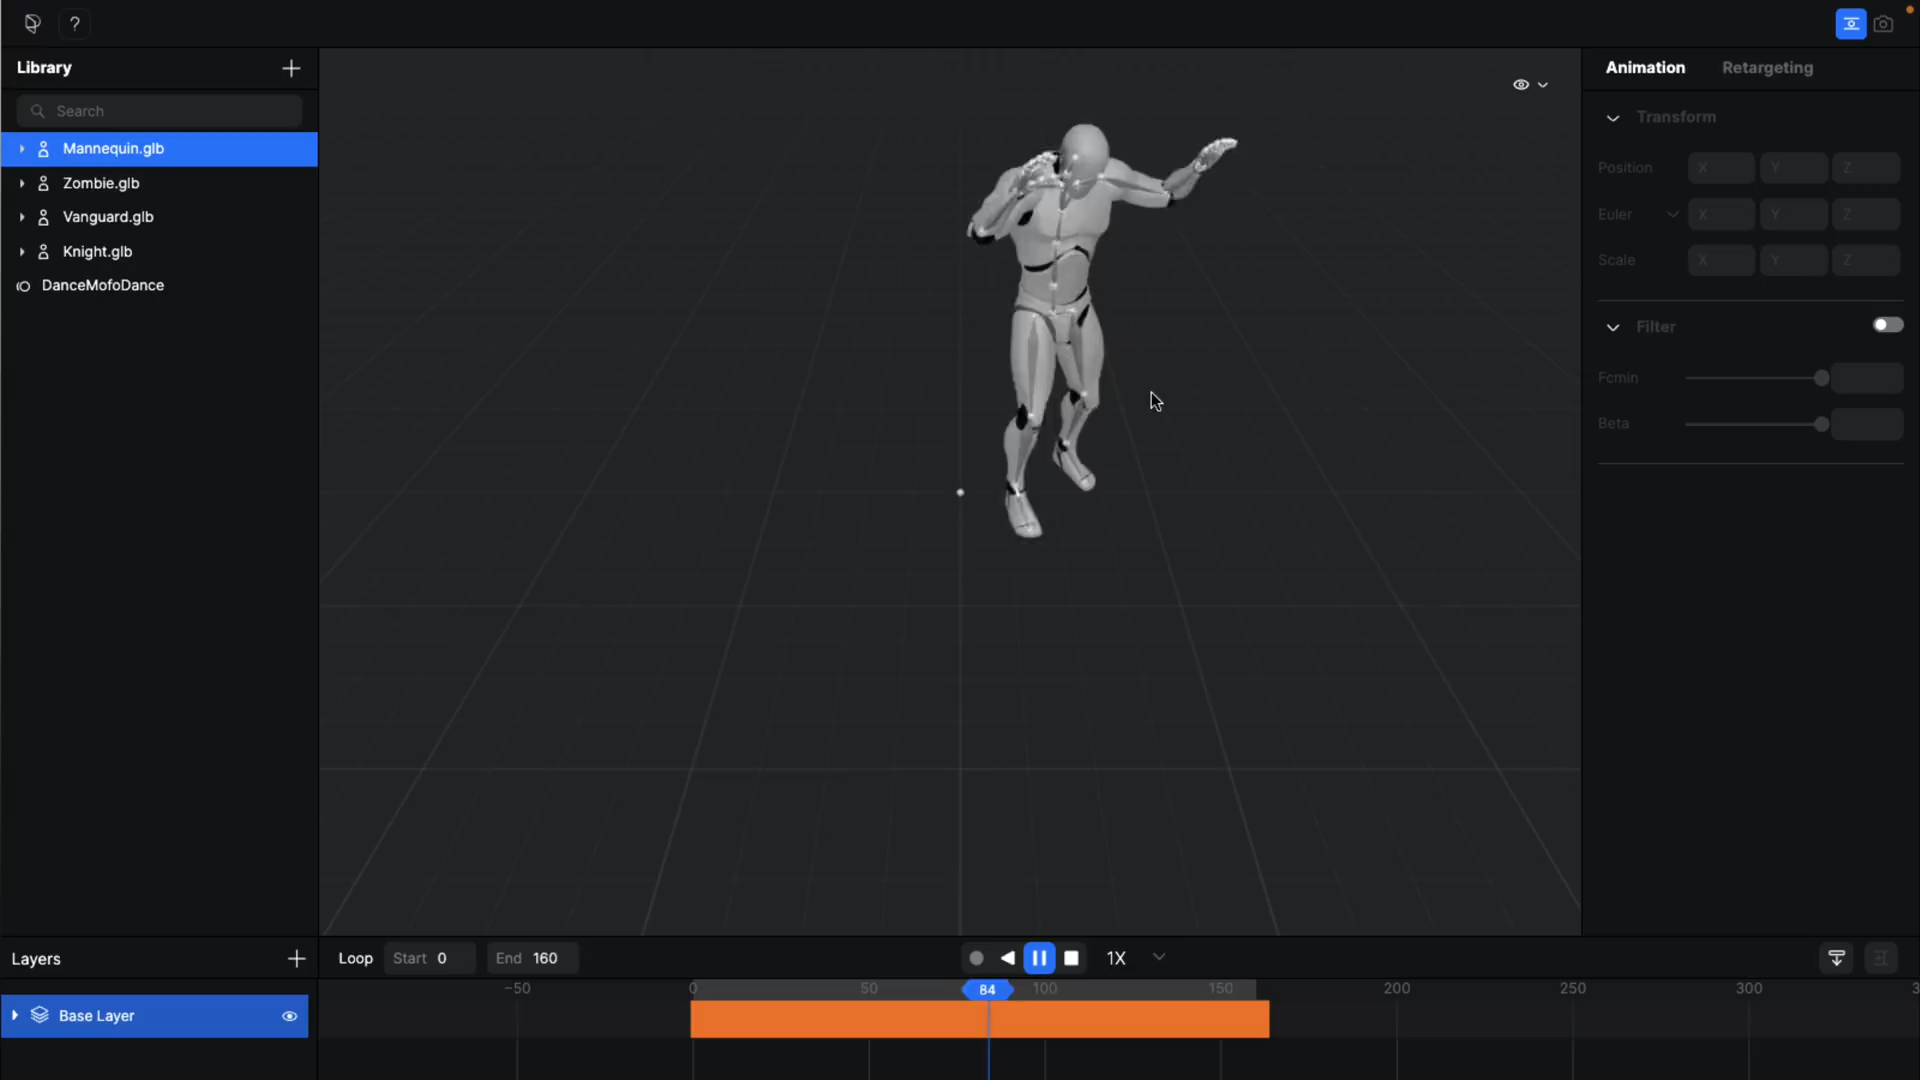 ?
Library
Search
Mannequin.glb
Zombie.glb
Vanguard.glb
Knight.glb
DanceMofoDance
Animation Retargeting
Transform
Position X Y Z
Euler X Y Z
Scale X Y Z
Filter
Fcmin
Beta
Layers
Loop Start 0 End 160 1X
-50 0 50 84 100 150 200 250 300 3
Base Layer